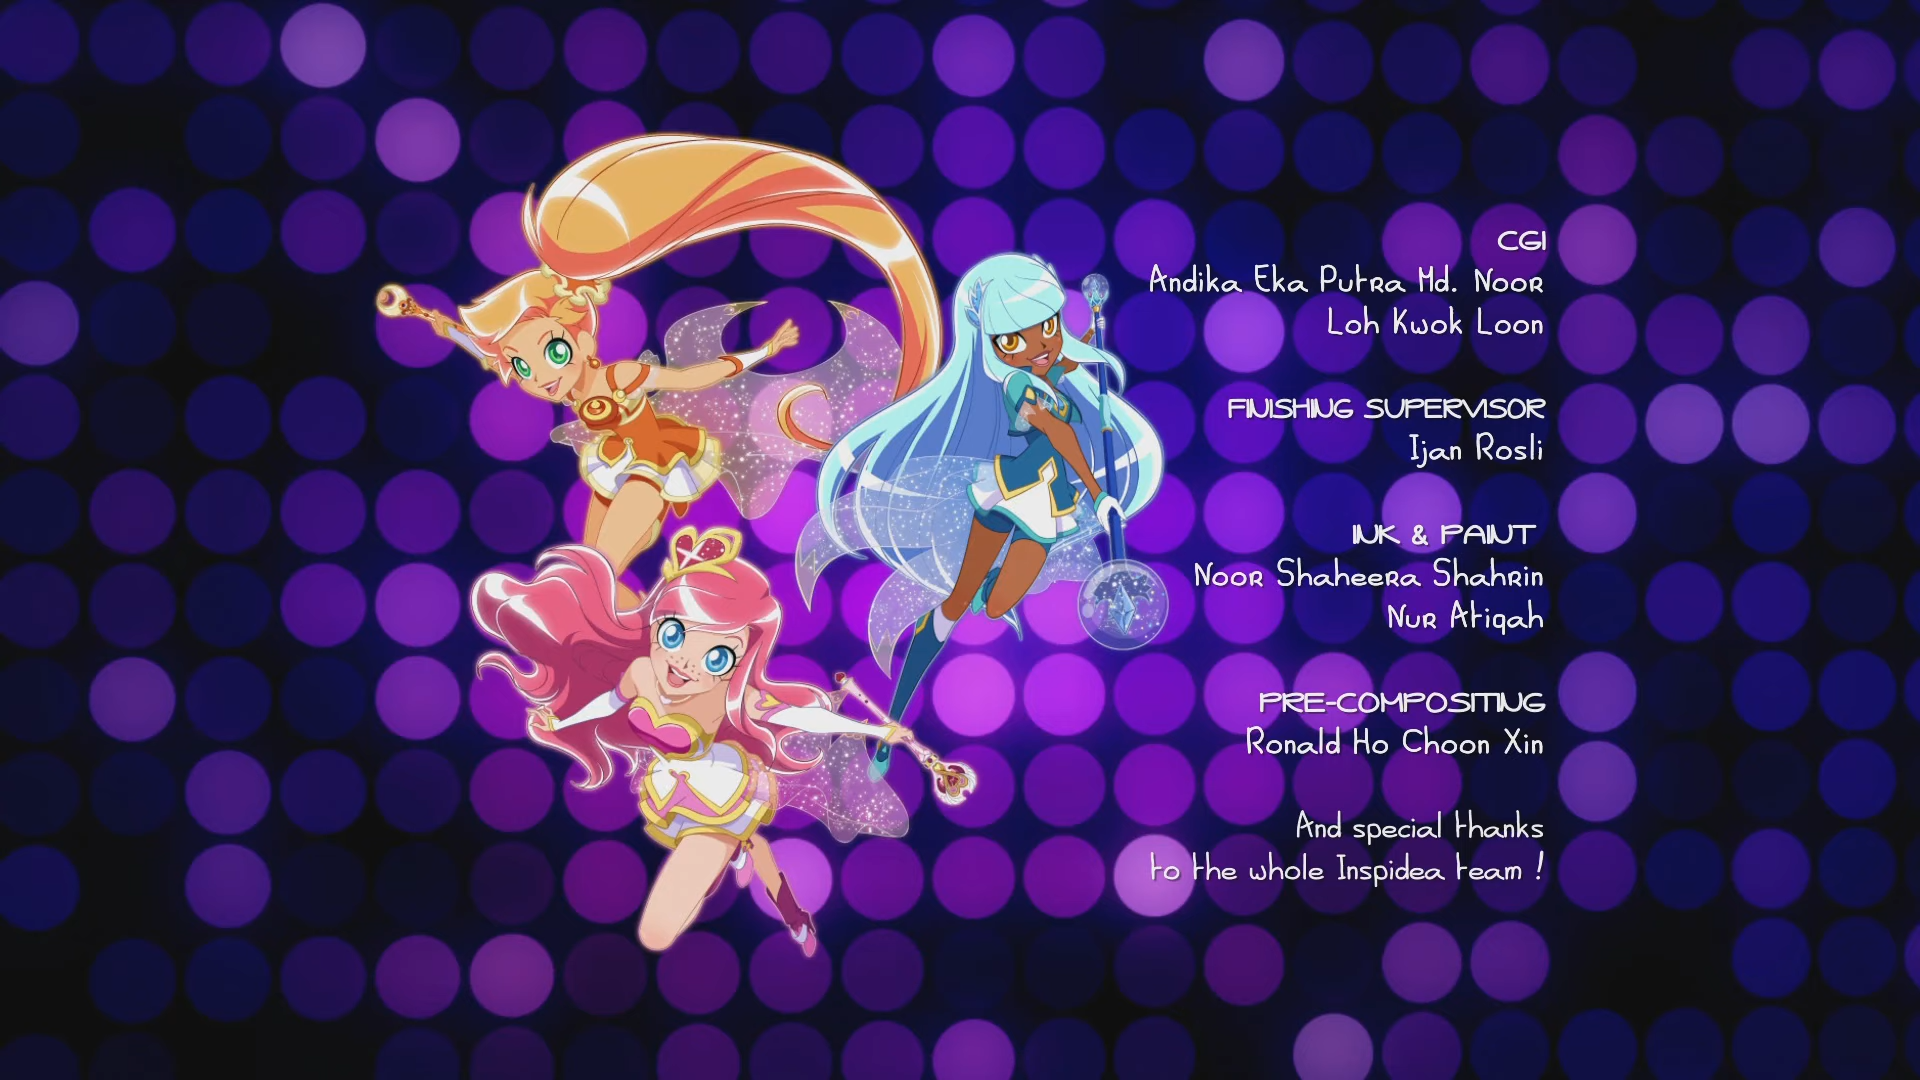 CGI
Andika Eka Putra Md. Noor
Loh Kwok Loon
FINISHING SUPERVISOR
Ijan Rosli
INK & PAINT
Noor Shaheera Shahrin
Nur Atiqah
PRE-COMPOSITING
Ronald Ho Choon Xin
And special thanks
to the whole Inspidea team !